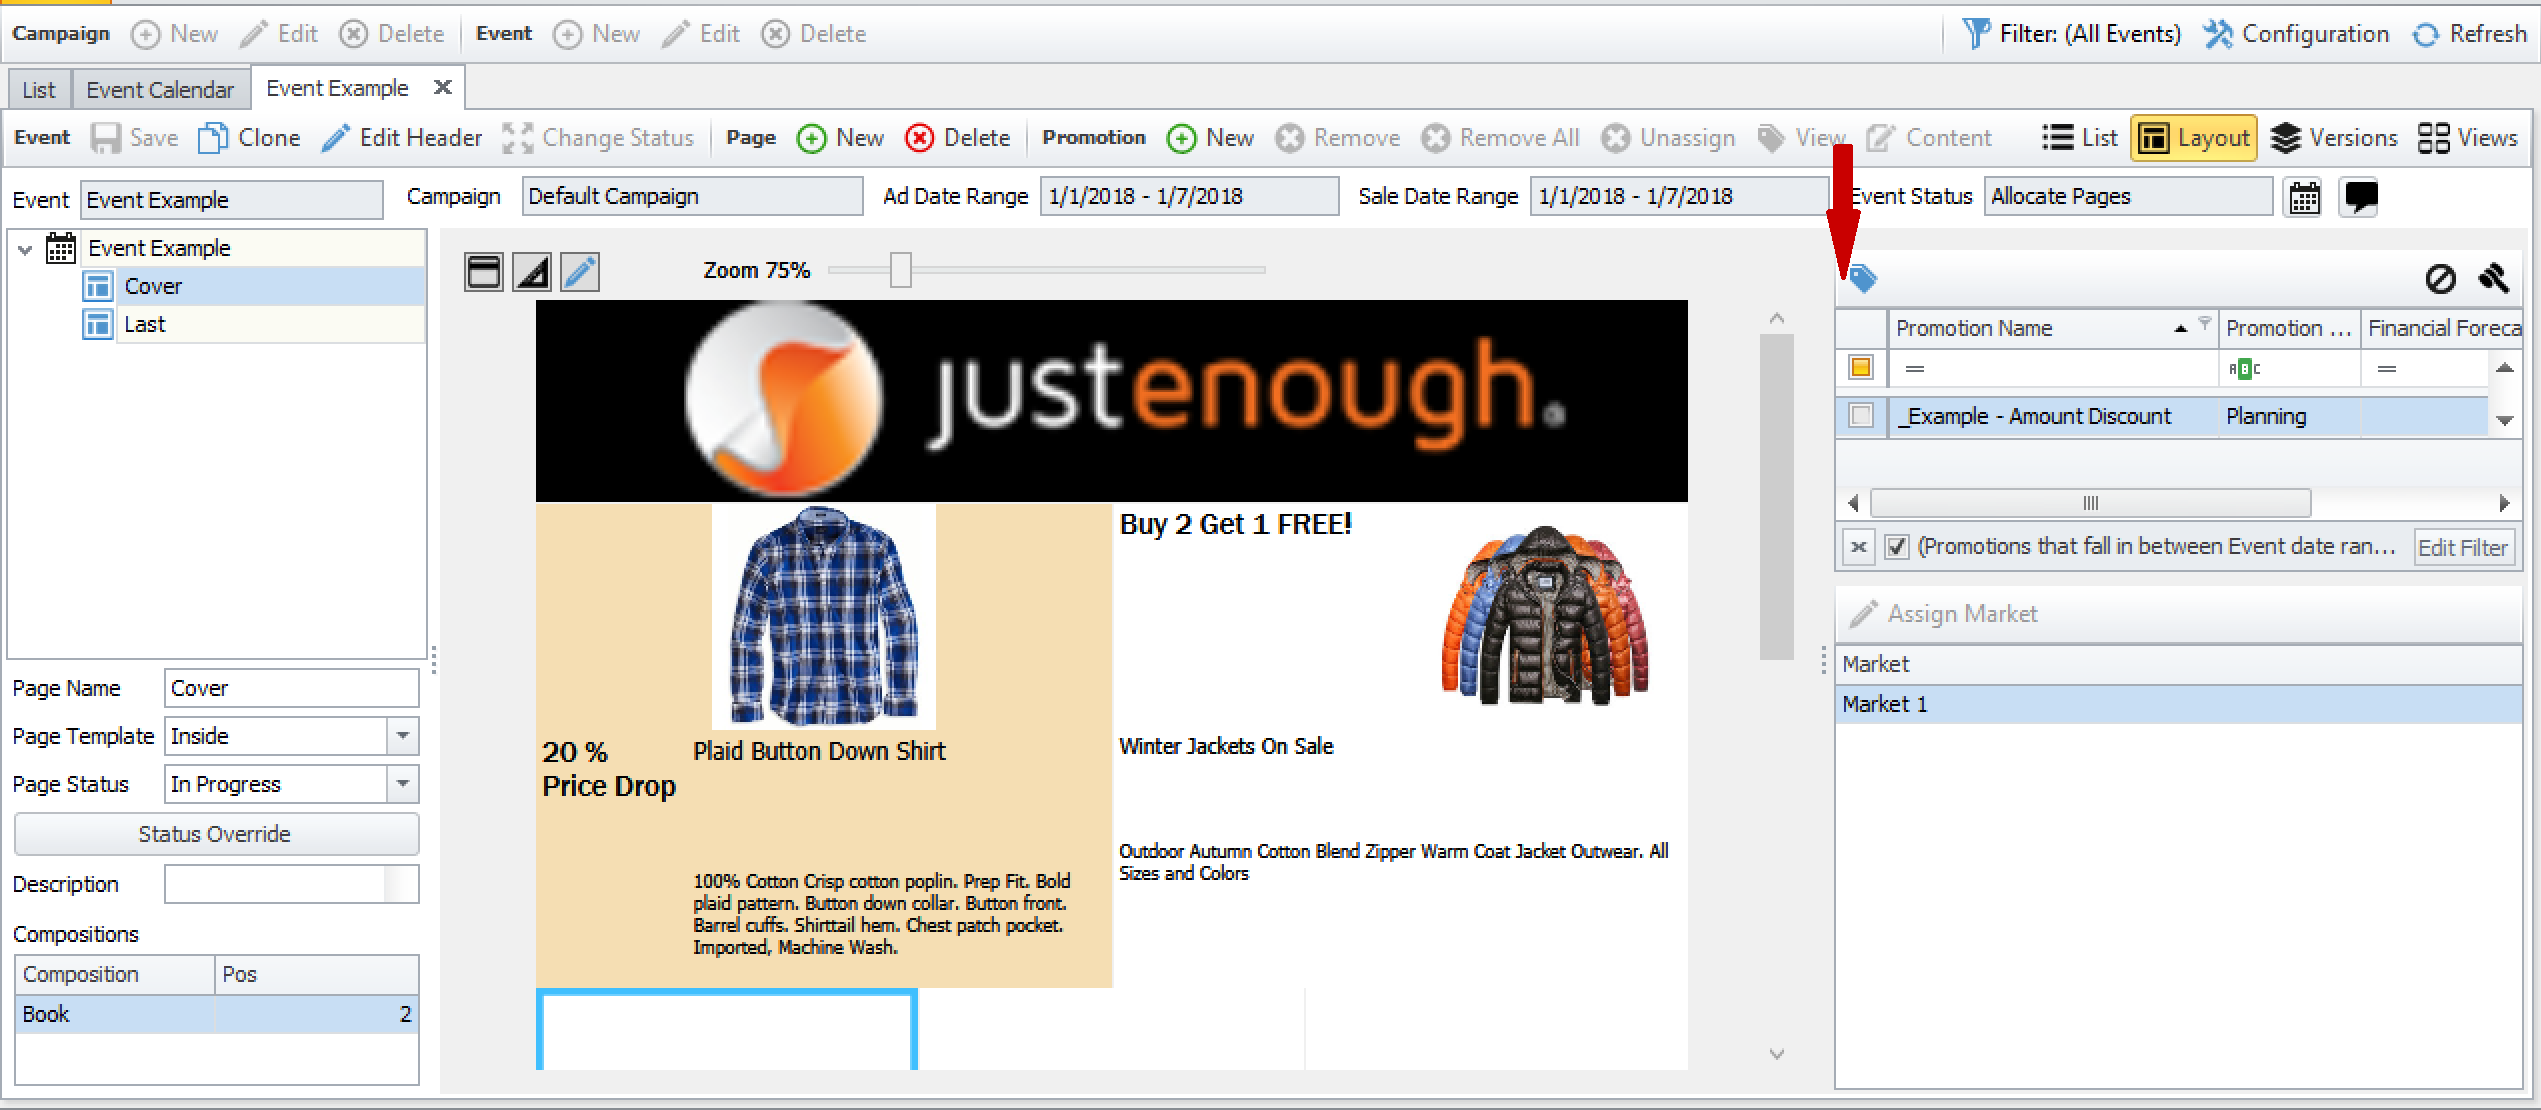 Campaign New Edit Delete Event New Edit Delete Filter: (All Events) Configuration Refresh
List Event Calendar Event Example
Event Save Clone Edit Header Change Status Page New Delete Promotion New Remove Remove All Unassign View Content List Layout Versions Views
Event Event Example Campaign Default Campaign Ad Date Range 1/1/2018 - 1/7/2018 Sale Date Range 1/1/2018 - 1/7/2018 Event Status Allocate Pages
Event Example
Cover
Last
Page Name Cover
Page Template Inside
Page Status In Progress
Status Override
Description
Compositions
Composition Pos
Book 2
Zoom 75%
justenough®
20 %
Price Drop
Plaid Button Down Shirt
100% Cotton Crisp cotton poplin. Prep Fit. Bold
plaid pattern. Button down collar. Button front.
Barrel cuffs. Shirttail hem. Chest patch pocket.
Imported, Machine Wash.
Buy 2 Get 1 FREE!
Winter Jackets On Sale
Outdoor Autumn Cotton Blend Zipper Warm Coat Jacket Outwear. All
Sizes and Colors
Promotion Name Promotion ... Financial Foreca
= ABC =
_Example - Amount Discount Planning
(Promotions that fall in between Event date ran... Edit Filter
Assign Market
Market
Market 1